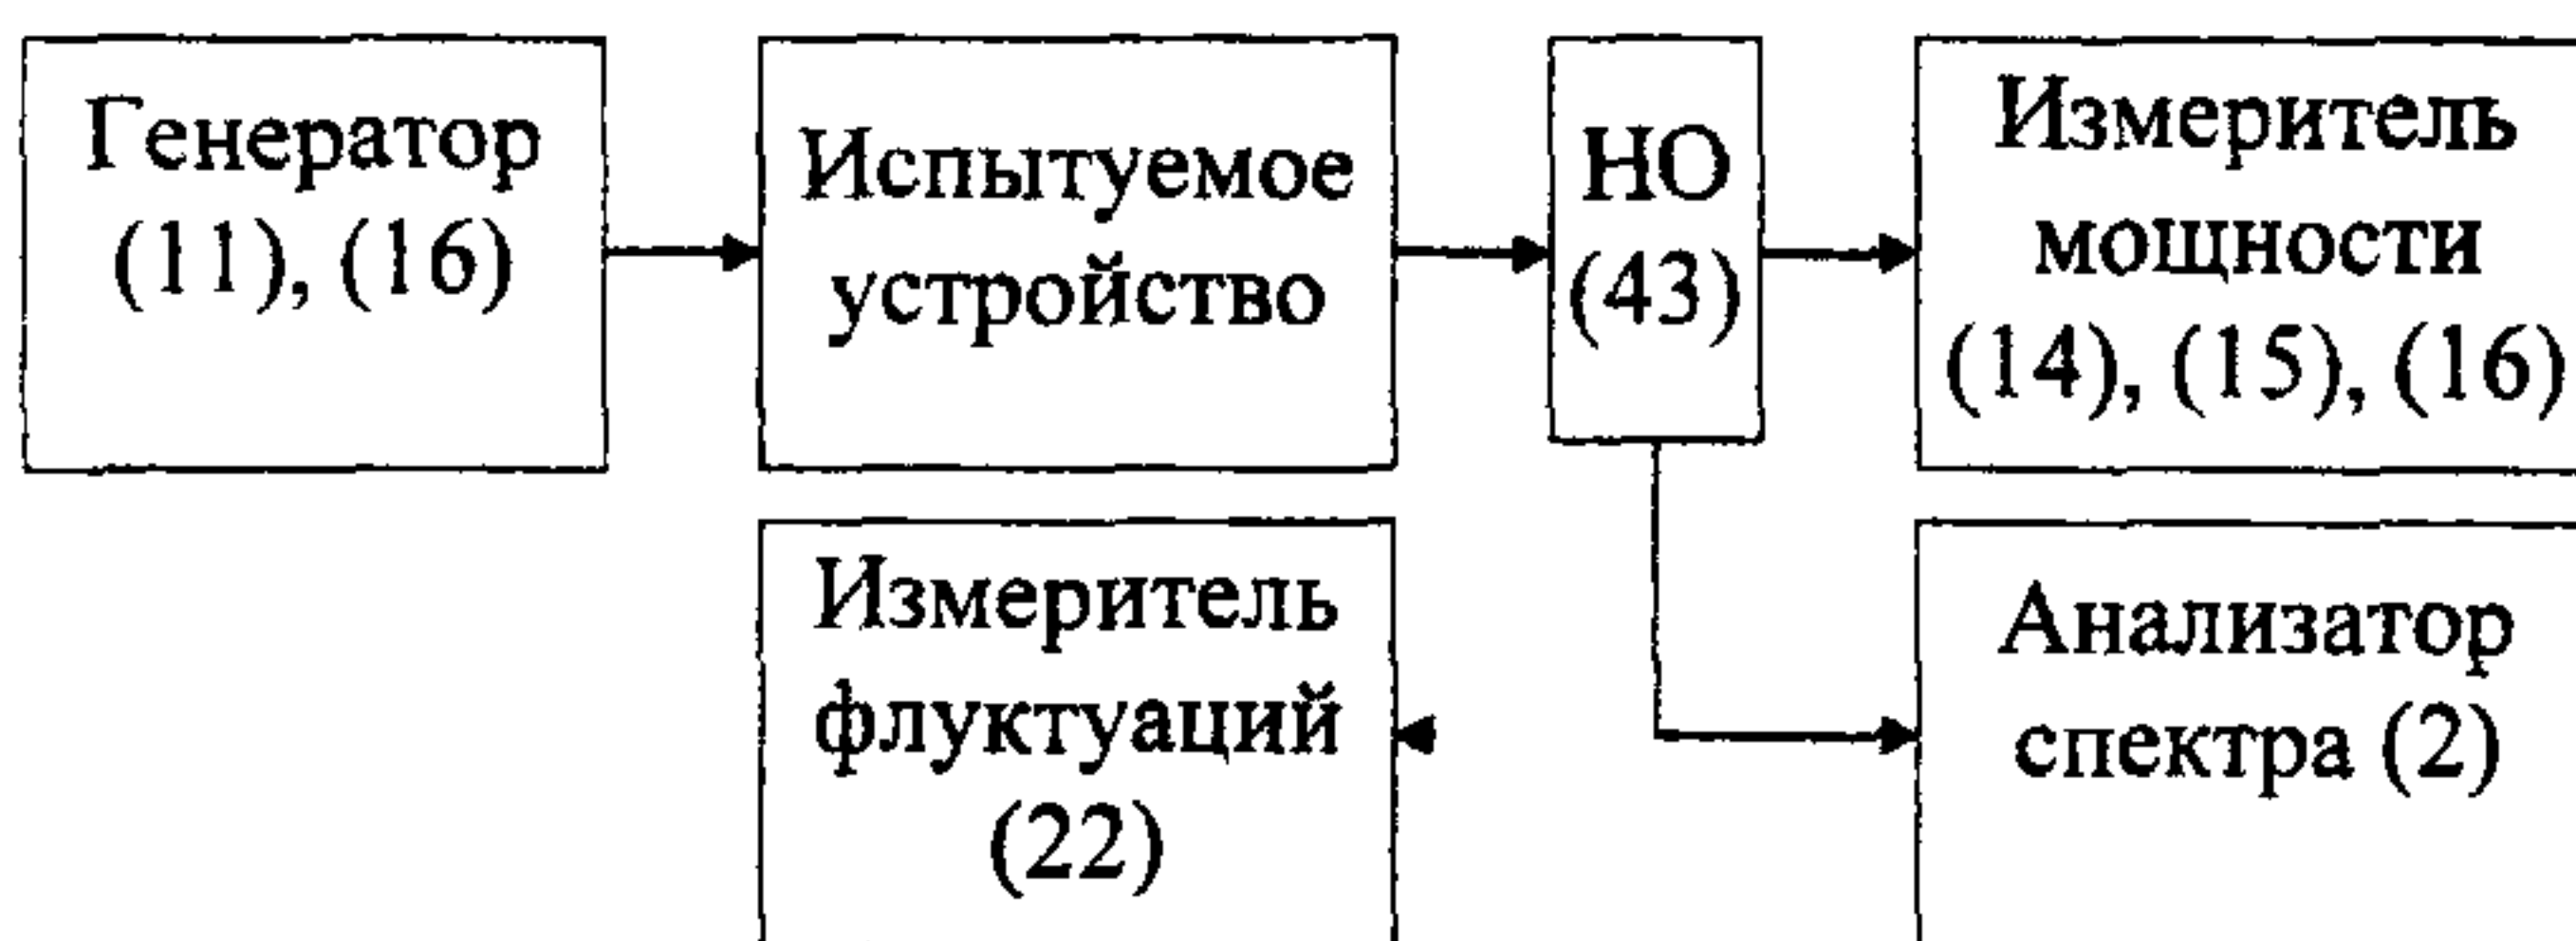 Генератор
(11), (16)
Испытуемое
устройство
НО
(43)
Измеритель
мощности
(14), (15), (16)
Измеритель
флуктуаций
(22)
Анализатор
спектра (2)